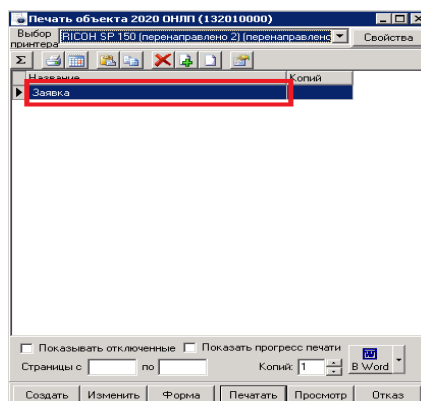 Печать объекта 2020 ОНЛП (132010000)
Выбор принтера RICOH SP 150 (перенаправлено 2) (перенаправленс Свойства
Название Копий
Заявка
Показывать отключенные Показать прогресс печати
Страницы с по Копий: 1 В Word
Создать Изменить Форма Печатать Просмотр Отказ